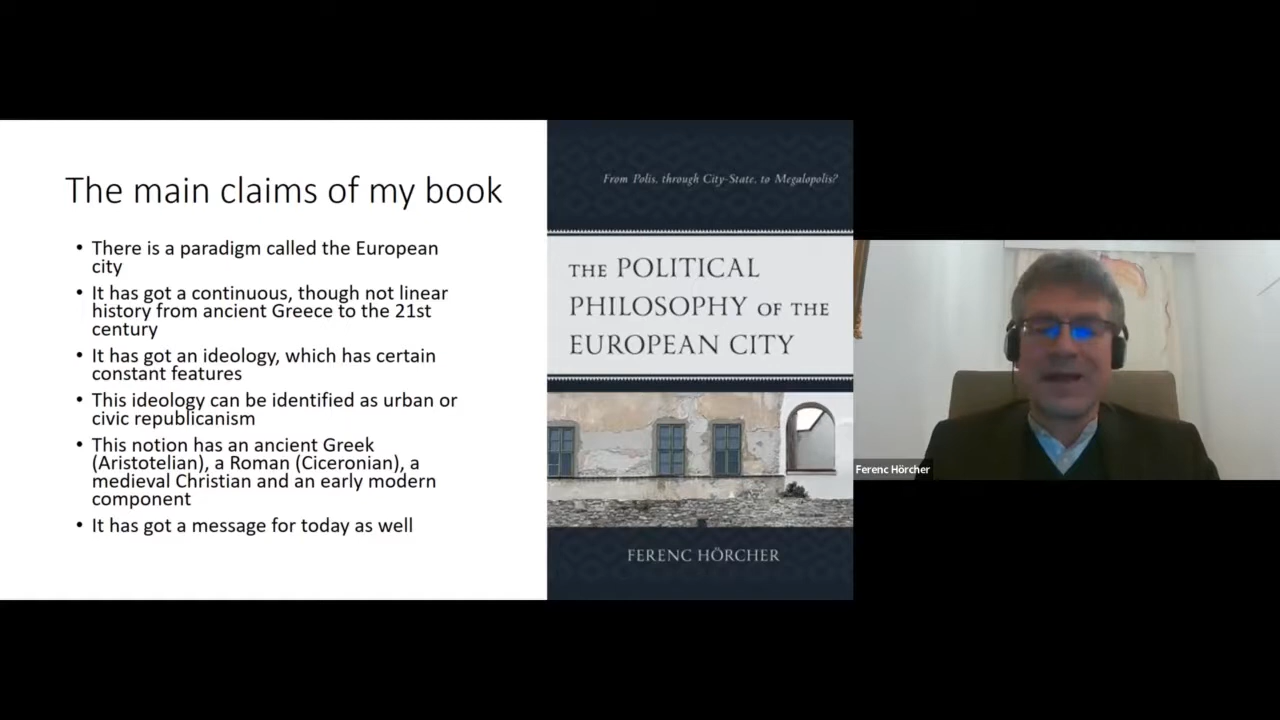 The main claims of my book
• There is a paradigm called the European
city
• It has got a continuous, though not linear
history from ancient Greece to the 21st
century
• It has got an ideology, which has certain
constant features
• This ideology can be identified as urban or
civic republicanism
• This notion has an ancient Greek
(Aristotelian), a Roman (Ciceronian), a
medieval Christian and an early modern
component
• It has got a message for today as well
From Polis, through City-State, to Megalopolis?
THE POLITICAL
PHILOSOPHY OF THE
EUROPEAN CITY
FERENC HÖRCHER
Ferenc Hörcher